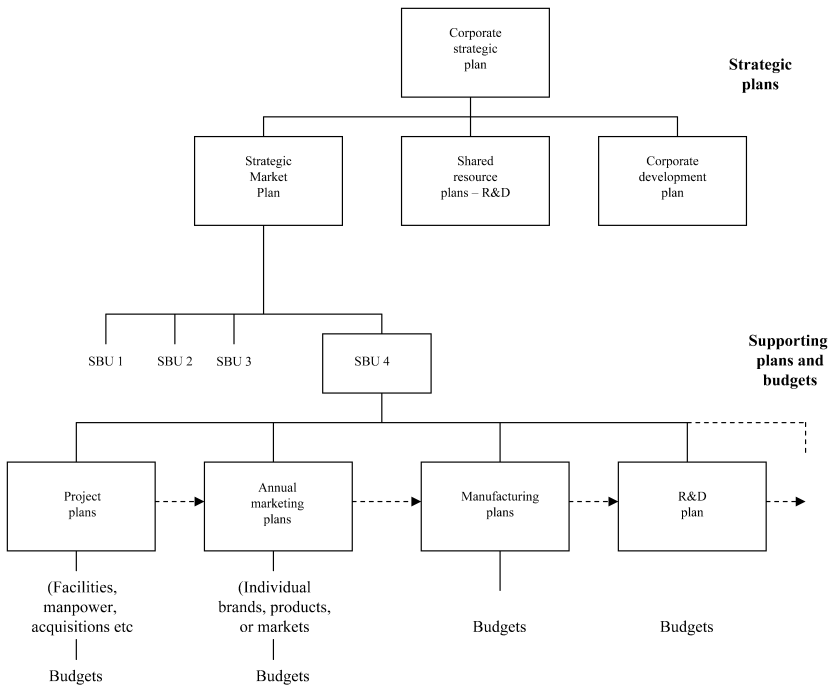 Corporate
strategic
plan
Strategic
plans
Strategic
Market
Plan
Shared
resource
plans – R&D
Corporate
development
plan
SBU 1
SBU 2
SBU 3
SBU 4
Supporting
plans and
budgets
Project
plans
Annual
marketing
plans
Manufacturing
plans
R&D
plan
(Facilities,
manpower,
acquisitions etc
(Individual
brands, products,
or markets
Budgets
Budgets
Budgets
Budgets